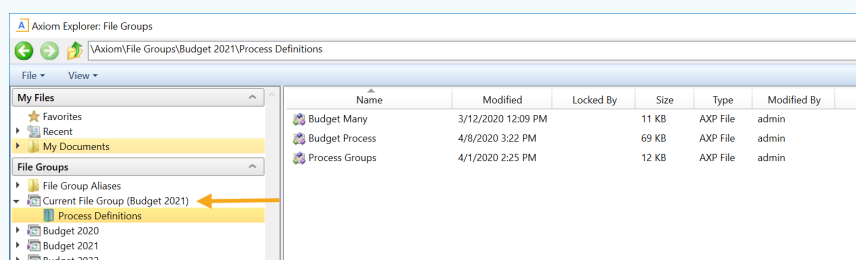 A Axiom Explorer: File Groups
\Axiom\File Groups\Budget 2021\Process Definitions
File View
My Files
Favorites
Recent
My Documents
File Groups
File Group Aliases
Current File Group (Budget 2021)
Process Definitions
Budget 2020
Budget 2021
Budget 2022
Name Modified Locked By Size Type Modified By
Budget Many 3/12/2020 12:09 PM 11 KB AXP File admin
Budget Process 4/8/2020 3:22 PM 69 KB AXP File admin
Process Groups 4/1/2020 2:25 PM 12 KB AXP File admin